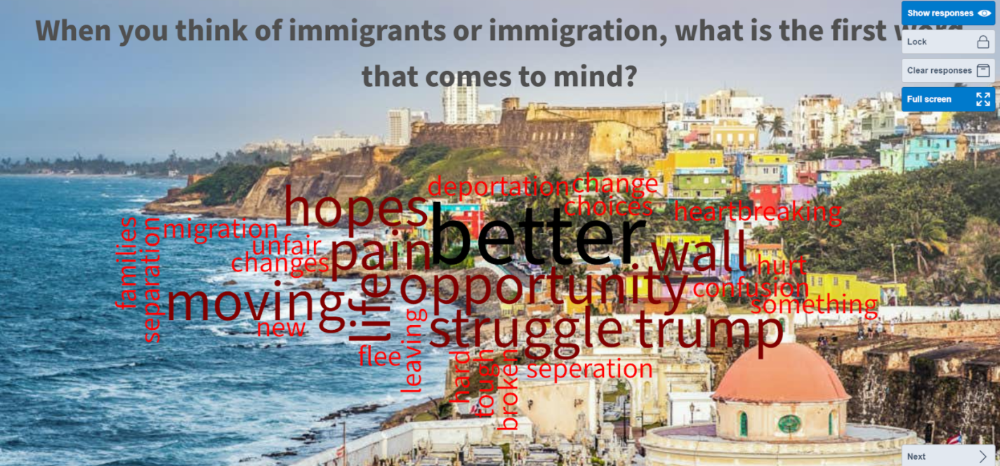 When you think of immigrants or immigration, what is the first word
that comes to mind?
Show responses
Lock
Clear responses
Full screen
deportation
change
hopes
choices
heartbreaking
better
families
separation
migration
unfair
changes
pain
wall
hurt
moving
life
opportunity
confusion
something
new
struggle
trump
flee
leaving
hard
tough
broken
seperation
Next